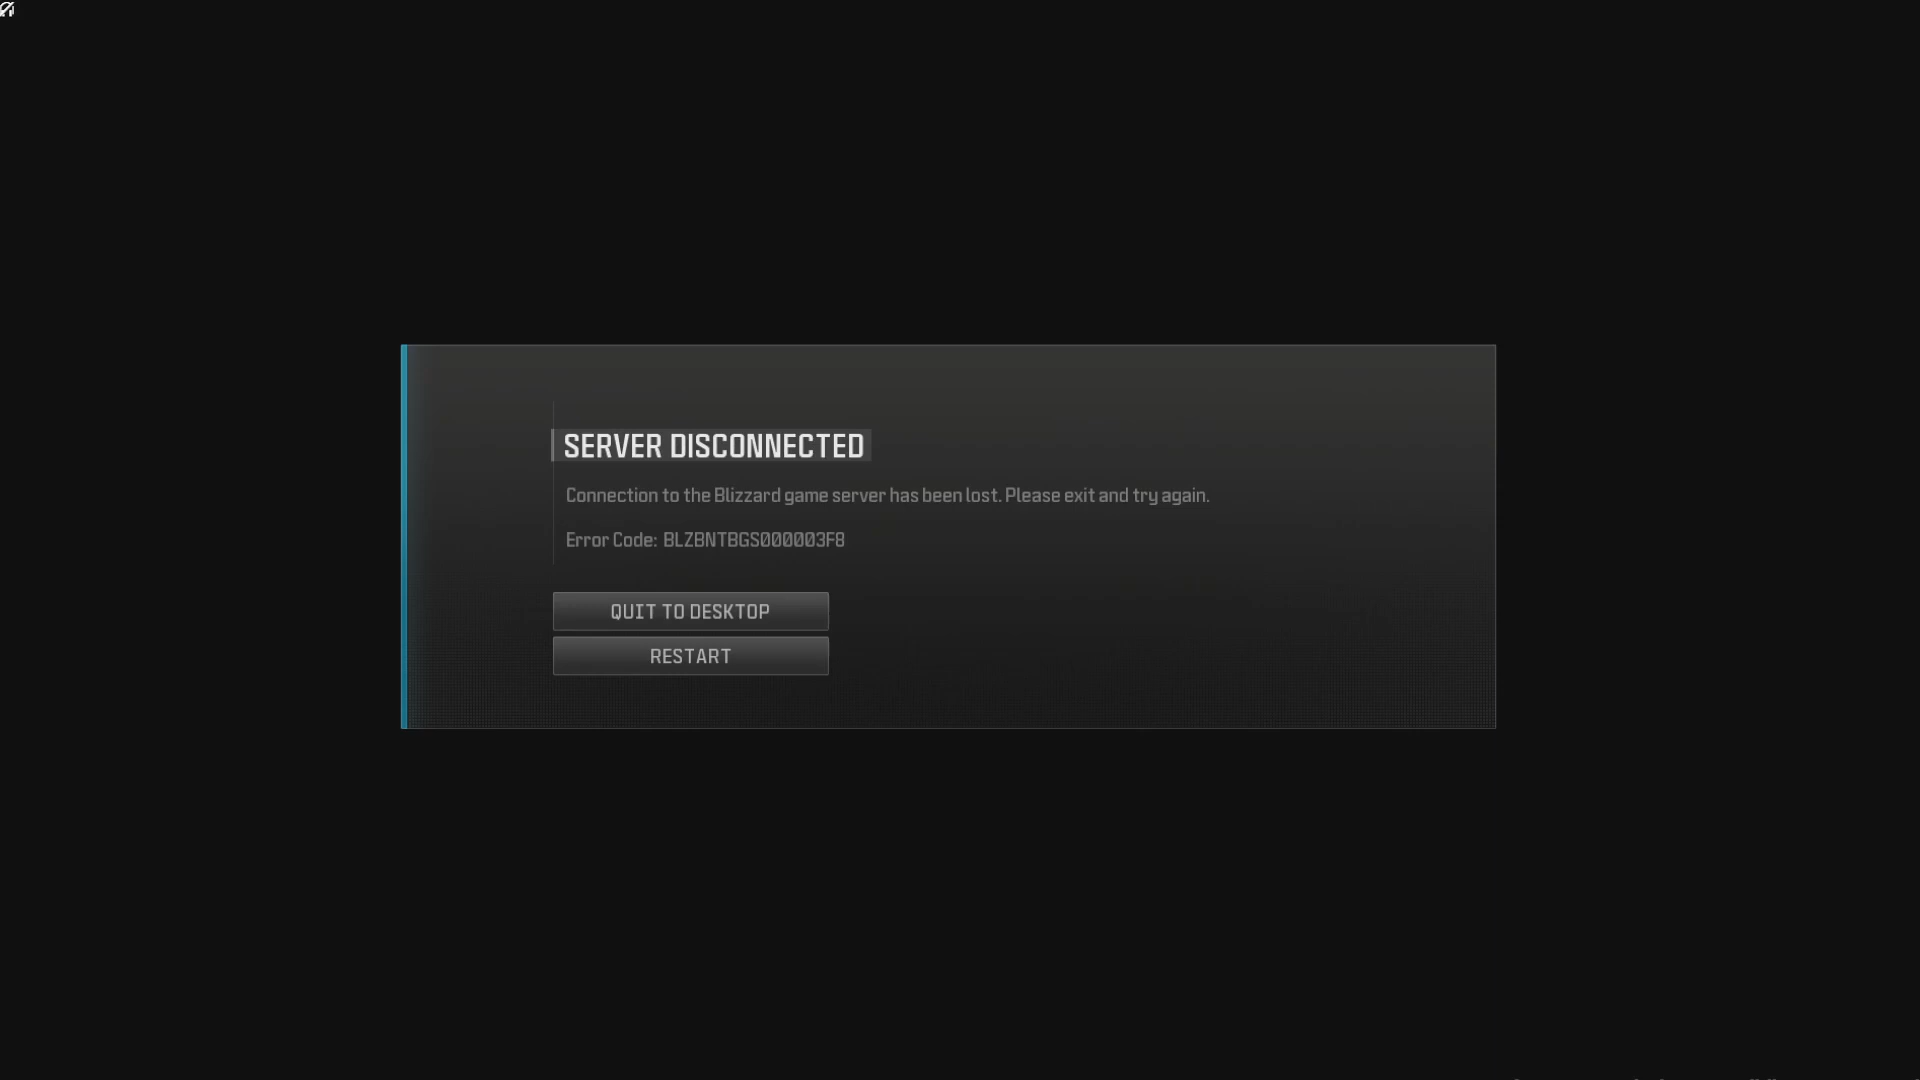 SERVER DISCONNECTED
Connection to the Blizzard game server has been lost. Please exit and try again.
Error Code: BLZBNTBGS000003F8
QUIT TO DESKTOP
RESTART